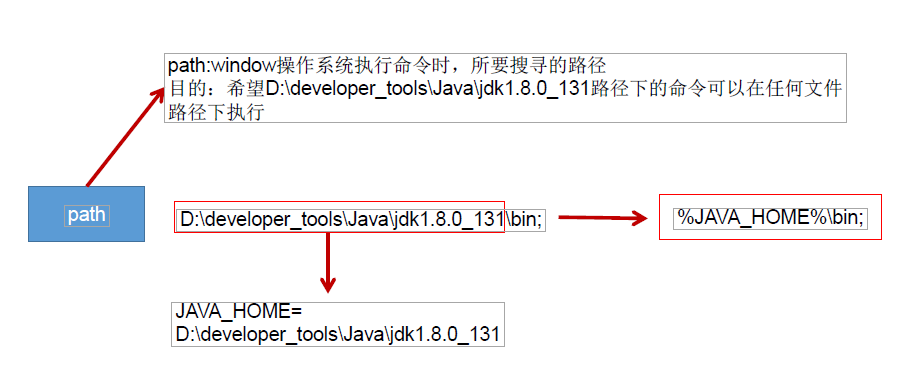 path:window操作系统执行命令时，所要搜寻的路径
目的：希望D:\developer_tools\Java\jdk1.8.0_131路径下的命令可以在任何文件
路径下执行
path
D:\developer_tools\Java\jdk1.8.0_131\bin;
%JAVA_HOME%\bin;
JAVA_HOME=
D:\developer_tools\Java\jdk1.8.0_131